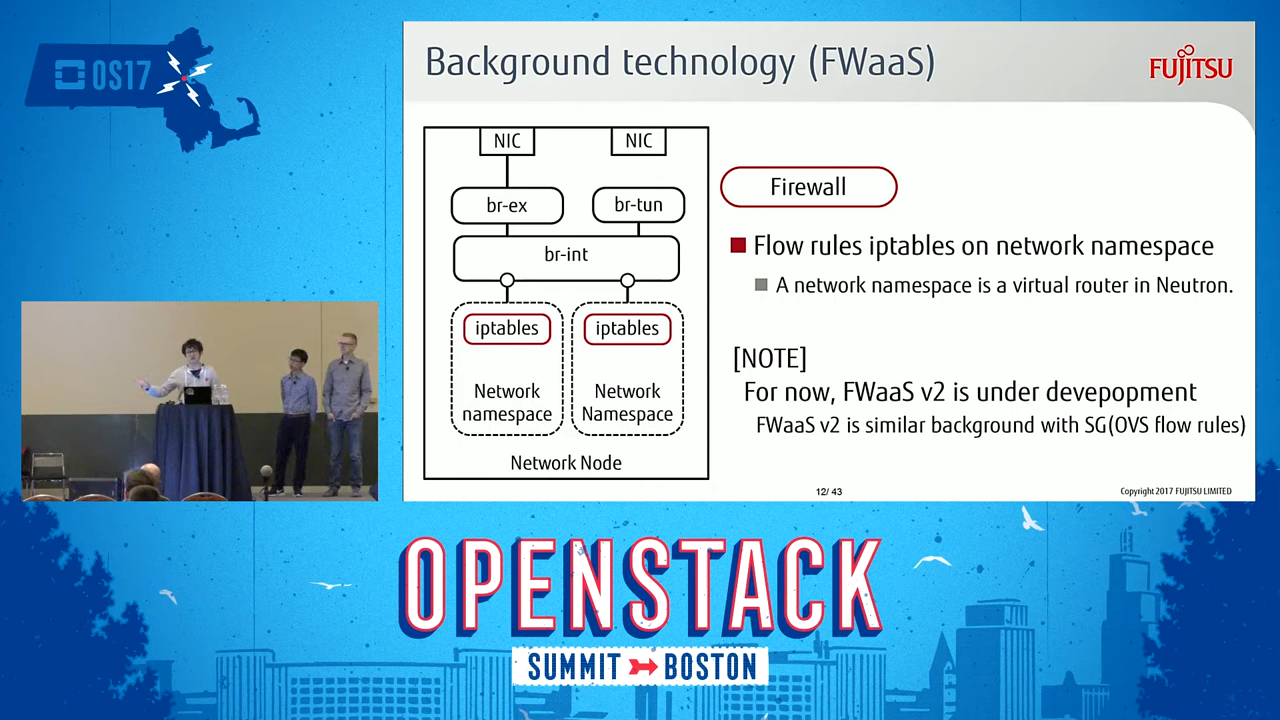 OS17
Background technology (FWaaS)
FUJITSU
NIC
NIC
br-ex
br-tun
br-int
iptables
iptables
Network
namespace
Network
Namespace
Network Node
Firewall
Flow rules iptables on network namespace
A network namespace is a virtual router in Neutron.
[NOTE]
For now, FWaaS v2 is under devepopment
FWaaS v2 is similar background with SG(OVS flow rules)
12/ 43
Copyright 2017 FUJITSU LIMITED
OPENSTACK
SUMMIT BOSTON